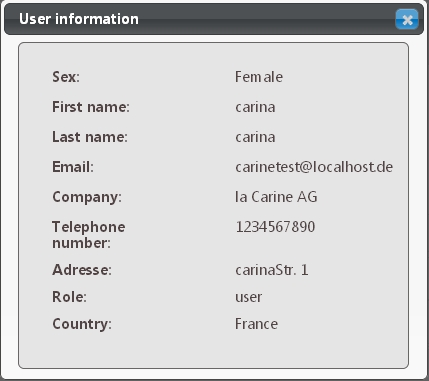 User information
Sex: Female
First name: carina
Last name: carina
Email: carinetest@localhost.de
Company: la Carine AG
Telephone 1234567890
number:
Adresse: carinaStr. 1
Role: user
Country: France